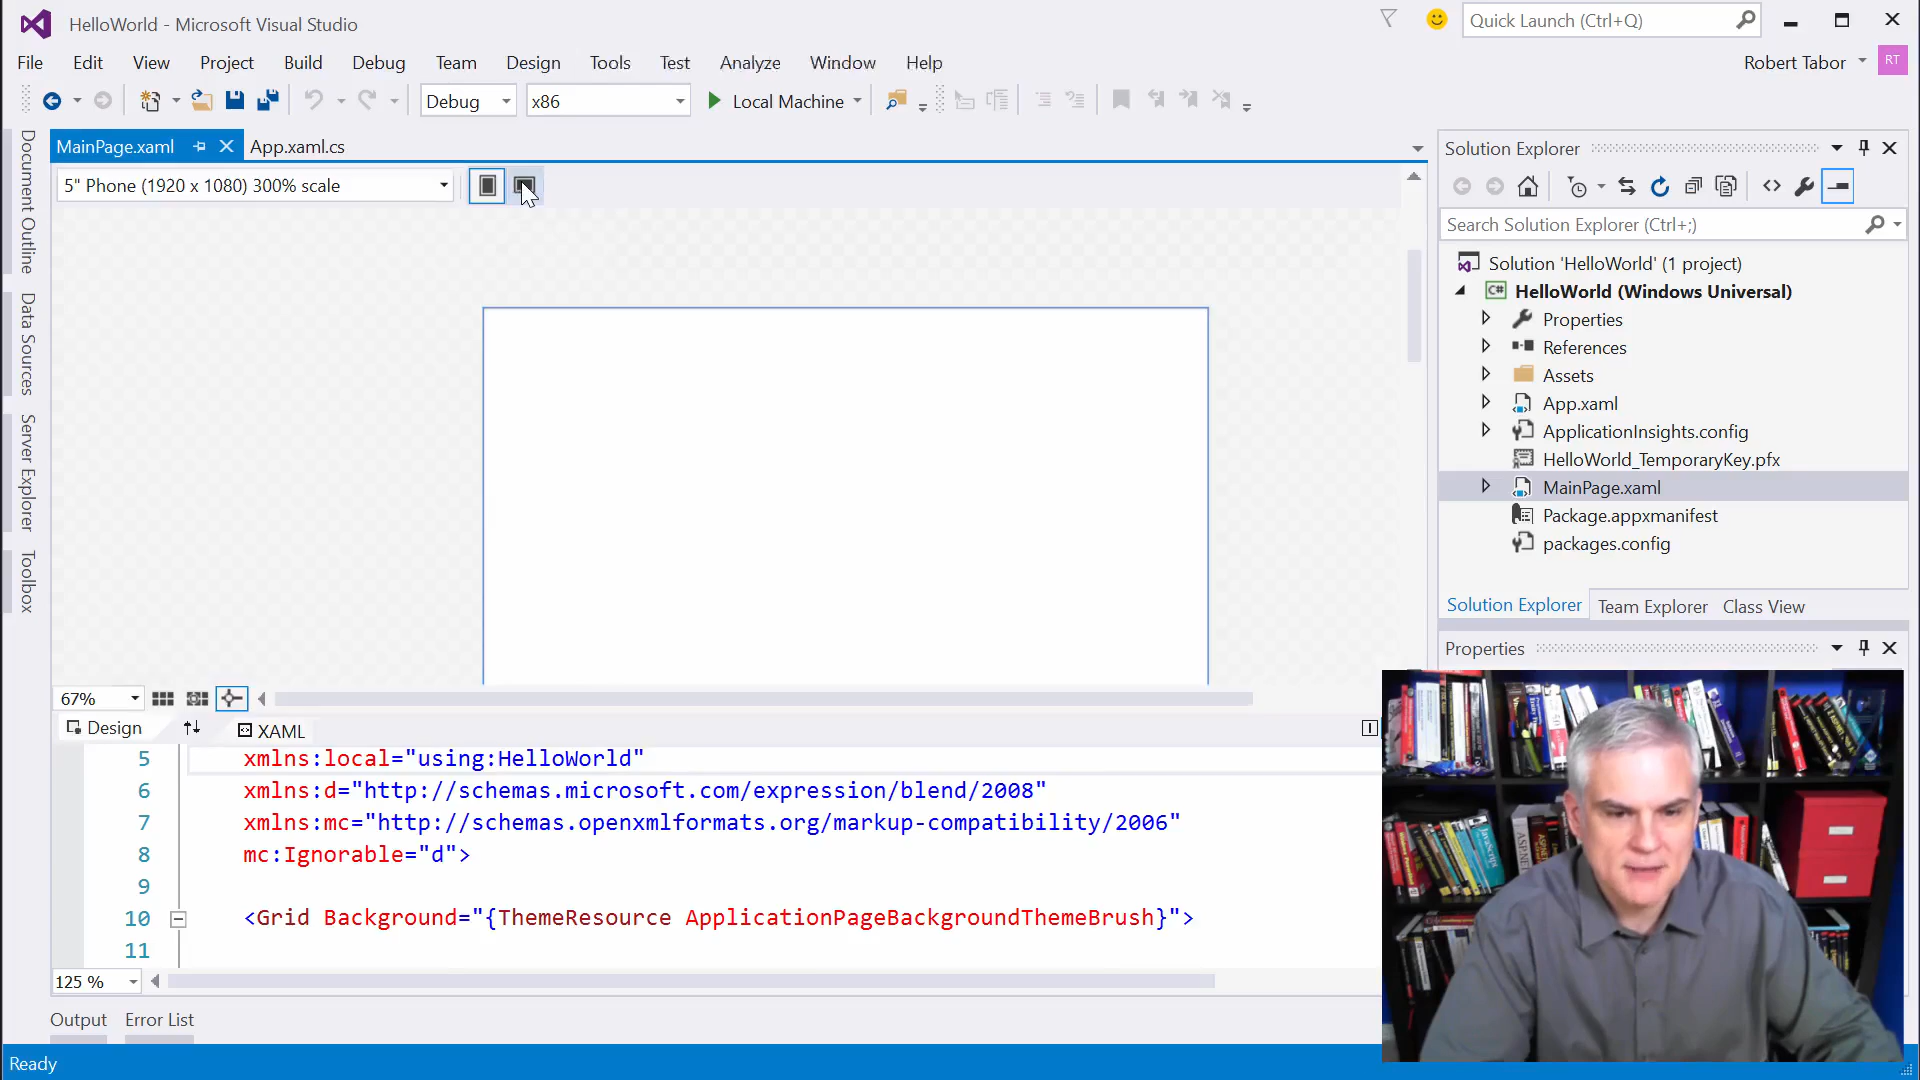 HelloWorld - Microsoft Visual Studio
Quick Launch (Ctrl+Q)
File Edit View Project Build Debug Team Design Tools Test Analyze Window Help
Robert Tabor RT
Debug x86 Local Machine
MainPage.xaml App.xaml.cs
5" Phone (1920 x 1080) 300% scale
Document Outline
Data Sources
Server Explorer
Toolbox
67%
Design XAML
5 xmlns:local="using:HelloWorld"
6 xmlns:d="http://schemas.microsoft.com/expression/blend/2008"
7 xmlns:mc="http://schemas.openxmlformats.org/markup-compatibility/2006"
8 mc:Ignorable="d">
9
10 <Grid Background="{ThemeResource ApplicationPageBackgroundThemeBrush}">
11
125 %
Output Error List
Ready
Solution Explorer
Search Solution Explorer (Ctrl+;)
Solution 'HelloWorld' (1 project)
C# HelloWorld (Windows Universal)
Properties
References
Assets
App.xaml
ApplicationInsights.config
HelloWorld_TemporaryKey.pfx
MainPage.xaml
Package.appxmanifest
packages.config
Solution Explorer Team Explorer Class View
Properties
JavaScript